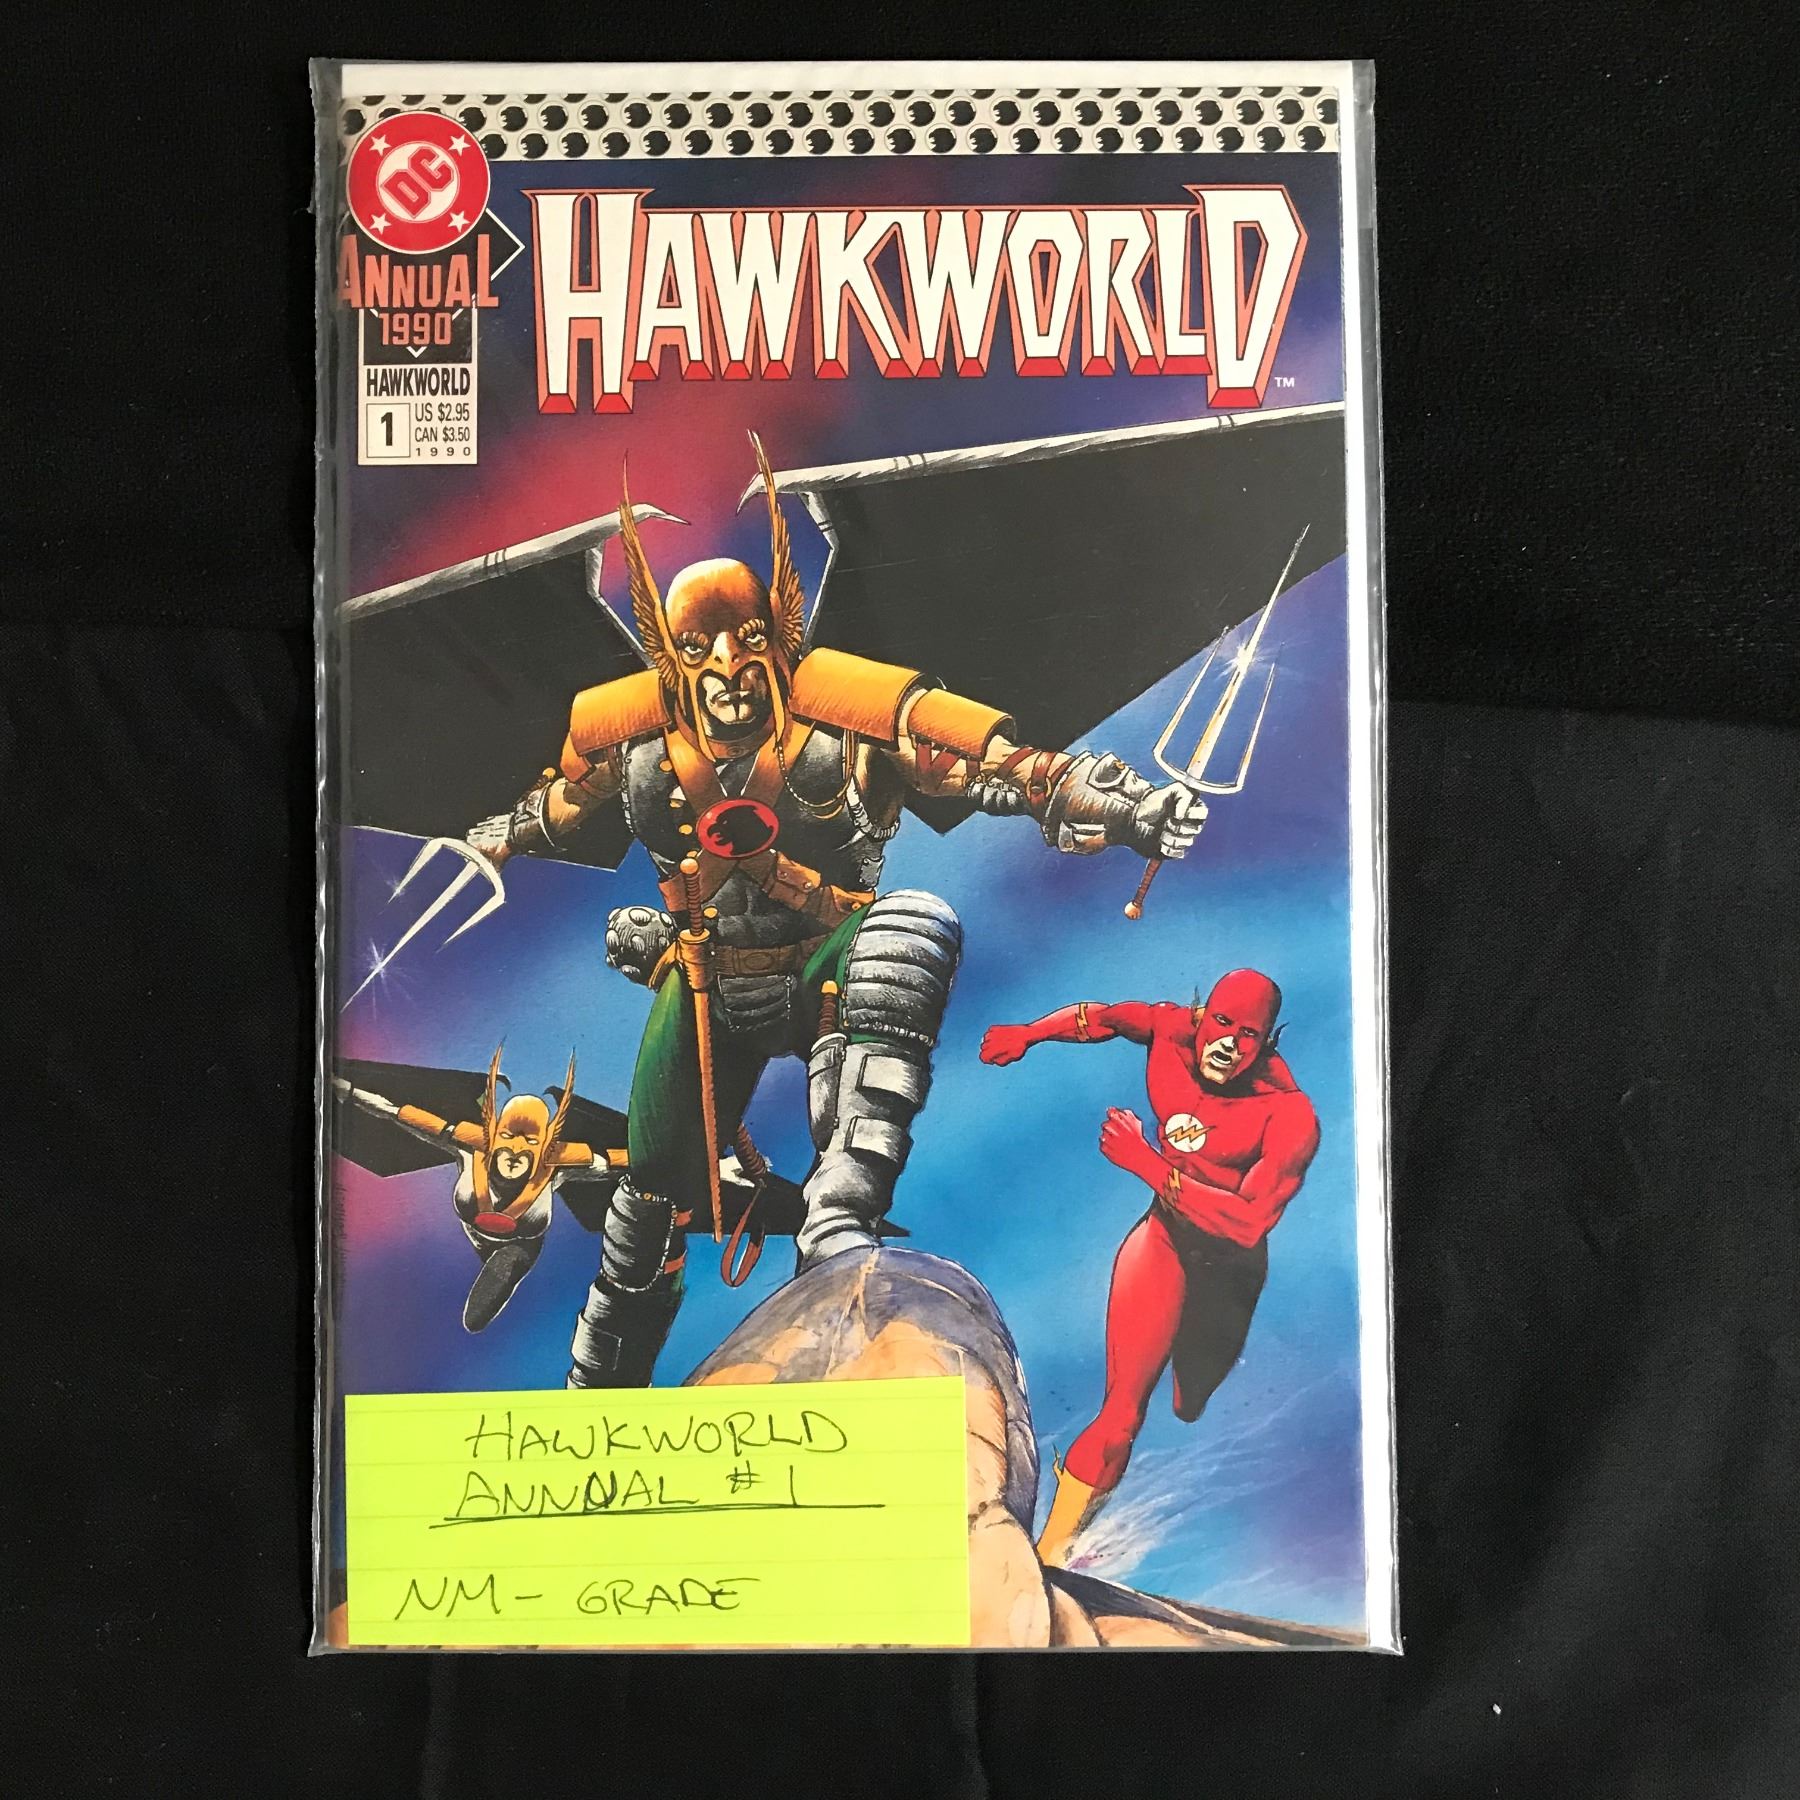 DC
ANNUAL
1990
HAWKWORLD
1
US $2.95
CAN $3.50
1990
HAWKWORLD
TM
HAWKWORLD
ANNUAL #1
NM- GRADE